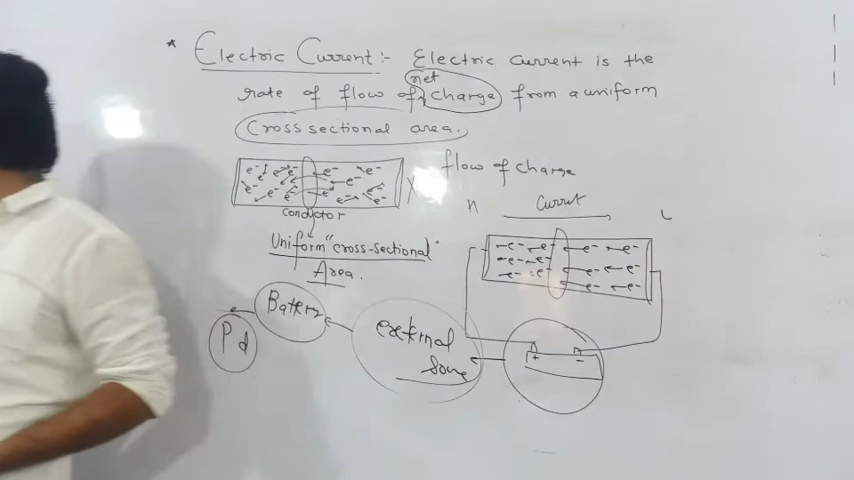 * Electric Current:- Electric current is the
rate of flow of net charge from a uniform
Cross sectional area.
flow of charge
e- e- e- e- e- e- e-
e- e- e- e- e- e-
conductor
Current
Uniform "cross-sectional"
Area.
e- e- e- e-
e- e- e- e-
e- e- e- e-
Battery
P.d
external
+ -